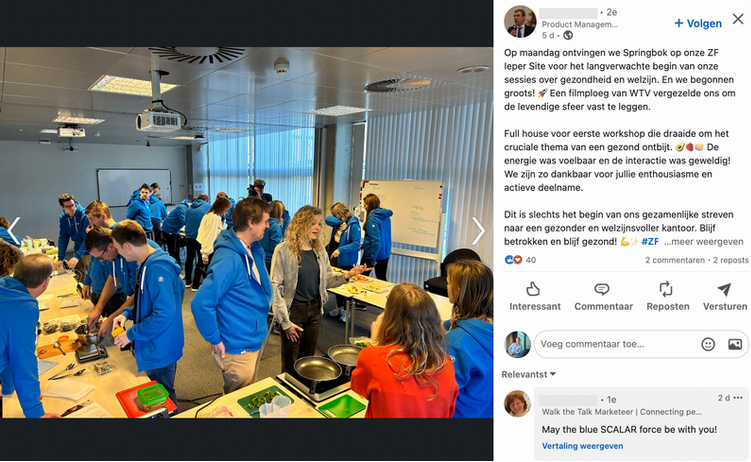 • 2e
Product Managem...
5 d •
+ Volgen
Op maandag ontvingen we Springbok op onze ZF
Ieper Site voor het langverwachte begin van onze
sessies over gezondheid en welzijn. En we begonnen
groots! 🚀 Een filmploeg van WTV vergezelde ons om
de levendige sfeer vast te leggen.
Full house voor eerste workshop die draaide om het
cruciale thema van een gezond ontbijt. 🥑🍓🥯 De
energie was voelbaar en de interactie was geweldig!
We zijn zo dankbaar voor jullie enthousiasme en
actieve deelname.
Dit is slechts het begin van ons gezamenlijke streven
naar een gezonder en welzijnsvoller kantoor. Blijf
betrokken en blijf gezond! 💪✨ #ZF ...meer weergeven
40
2 commentaren • 2 reposts
Interessant Commentaar Reposten Versturen
Voeg commentaar toe...
Relevantst
• 1e
2 d •••
Walk the Talk Marketeer | Connecting pe...
May the blue SCALAR force be with you!
Vertaling weergeven